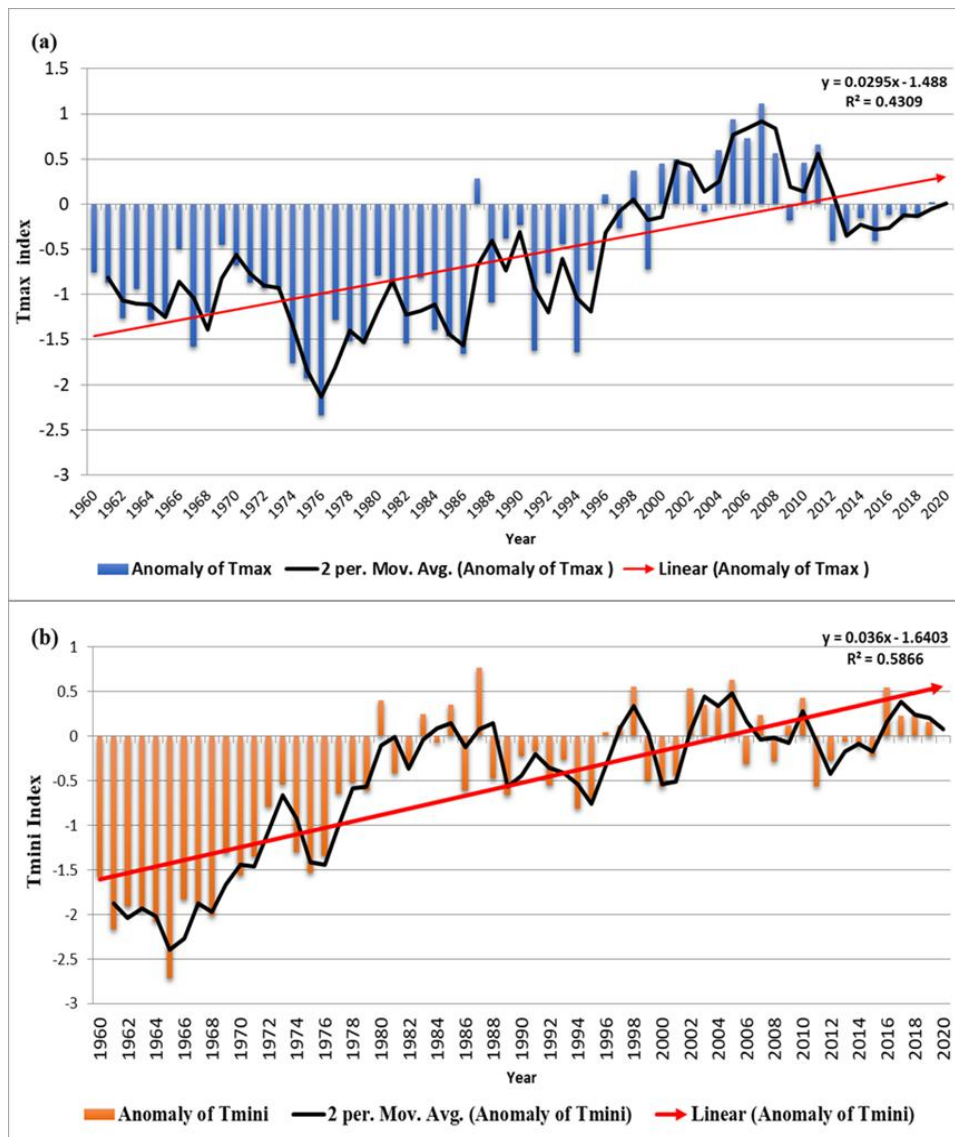 (a)
y = 0.0295x - 1.488
R² = 0.4309
1.5
1
0.5
0
-0.5
-1
-1.5
-2
-2.5
-3
Tmax index
1960 1962 1964 1966 1968 1970 1972 1974 1976 1978 1980 1982 1984 1986 1988 1990 1992 1994 1996 1998 2000 2002 2004 2006 2008 2010 2012 2014 2016 2018 2020
Year
Anomaly of Tmax 2 per. Mov. Avg. (Anomaly of Tmax ) Linear (Anomaly of Tmax )
(b)
y = 0.036x - 1.6403
R² = 0.5866
1
0.5
0
-0.5
-1
-1.5
-2
-2.5
-3
Tmini Index
1960 1962 1964 1966 1968 1970 1972 1974 1976 1978 1980 1982 1984 1986 1988 1990 1992 1994 1996 1998 2000 2002 2004 2006 2008 2010 2012 2014 2016 2018 2020
Year
Anomaly of Tmini 2 per. Mov. Avg. (Anomaly of Tmini) Linear (Anomaly of Tmini)